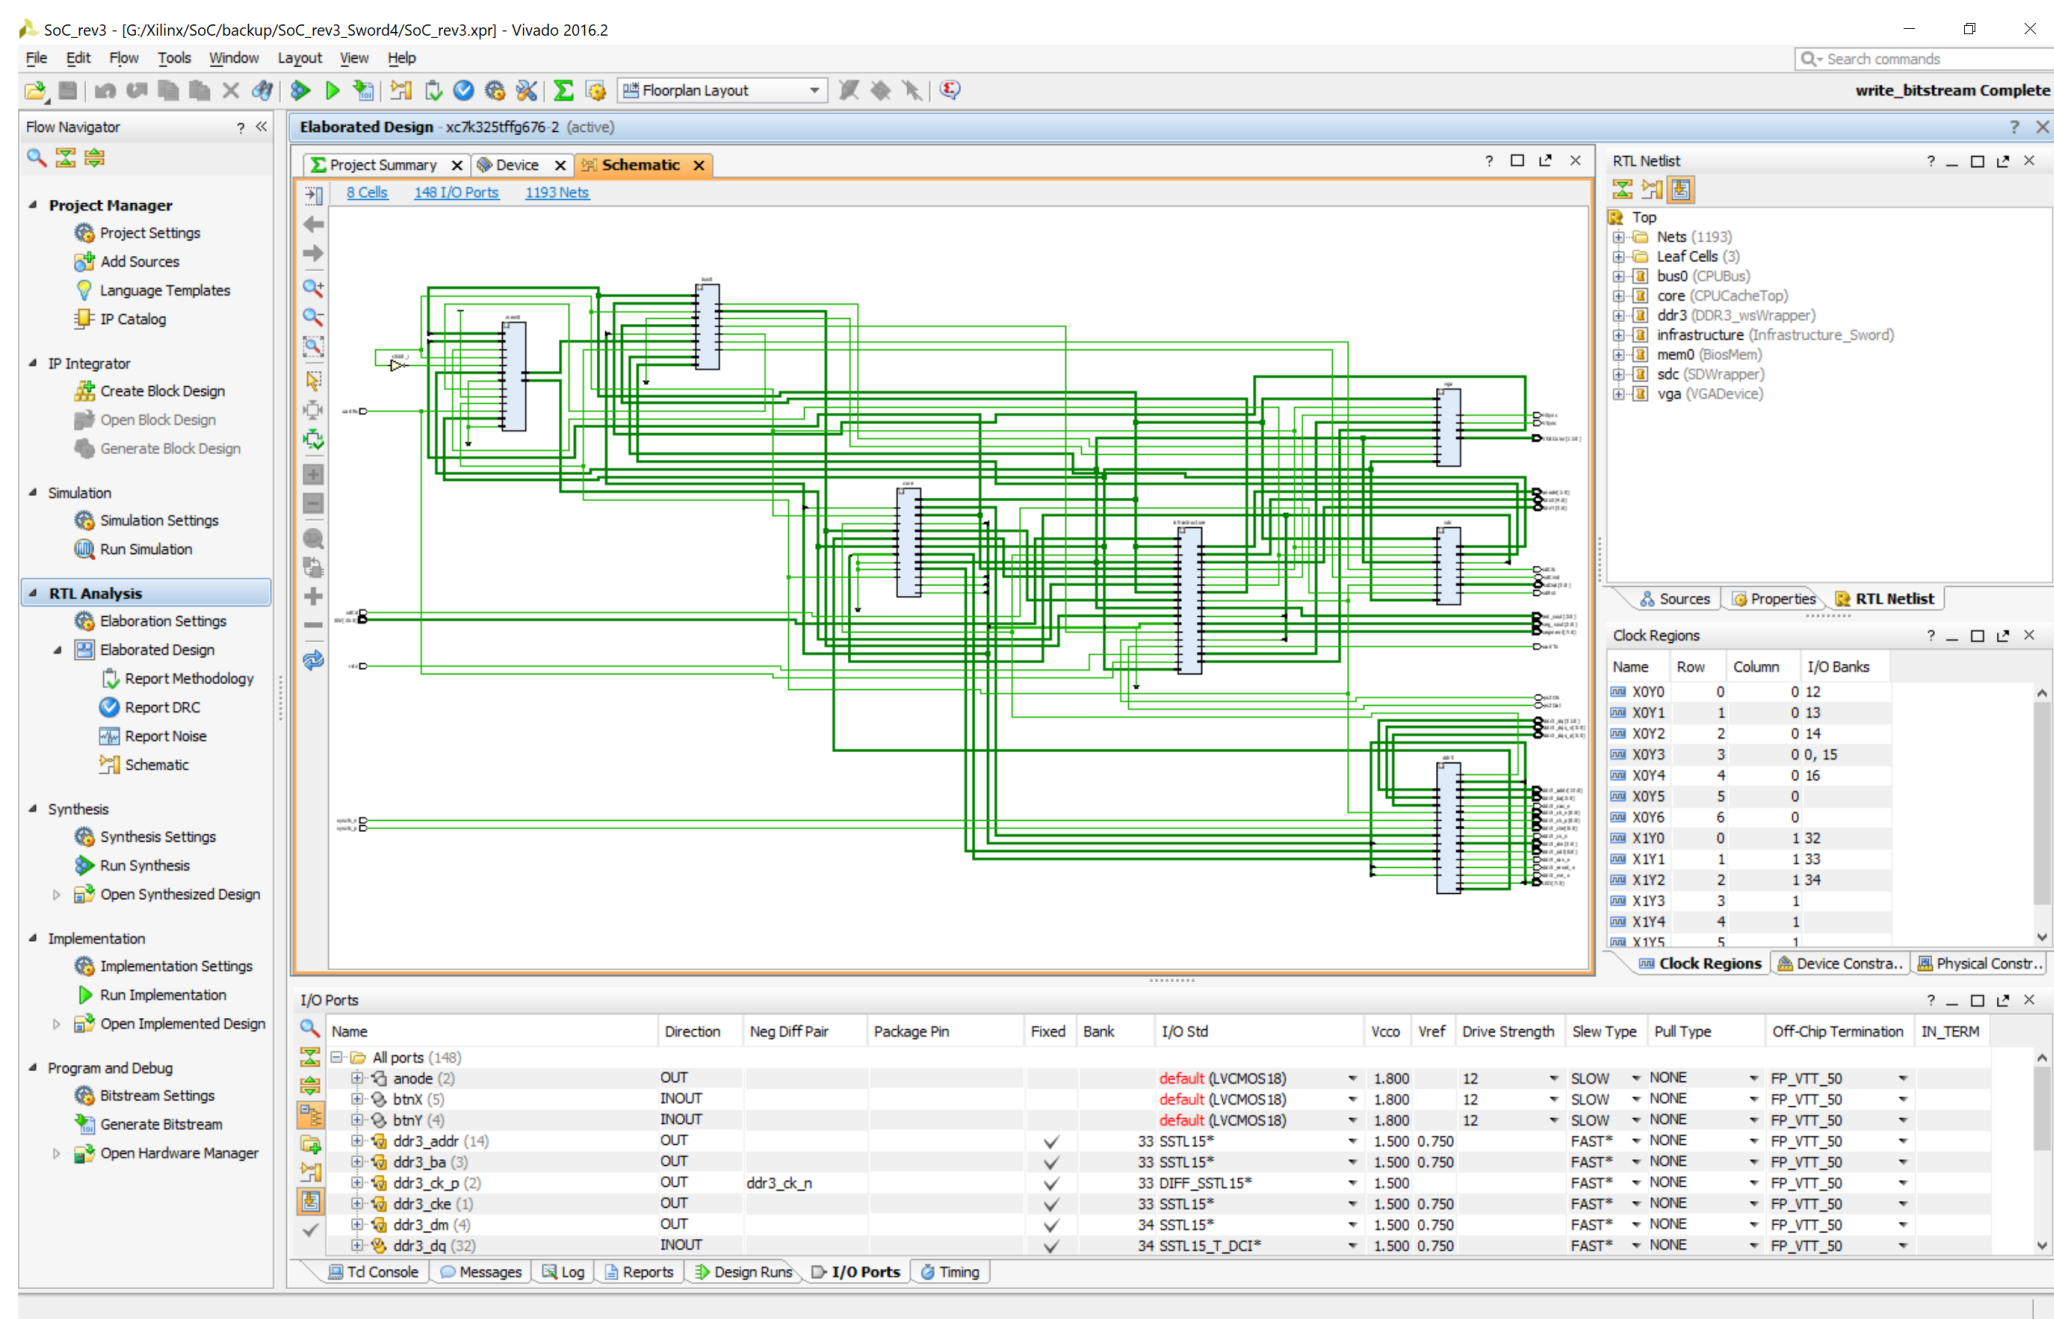 SoC_rev3 - [G:/Xilinx/SoC/backup/SoC_rev3_Sword4/SoC_rev3.xpr] - Vivado 2016.2
File Edit Flow Tools Window Layout View Help
Search commands
Floorplan Layout
write_bitstream Complete
Flow Navigator
Project Manager
Project Settings
Add Sources
Language Templates
IP Catalog
IP Integrator
Create Block Design
Open Block Design
Generate Block Design
Simulation
Simulation Settings
Run Simulation
RTL Analysis
Elaboration Settings
Elaborated Design
Report Methodology
Report DRC
Report Noise
Schematic
Synthesis
Synthesis Settings
Run Synthesis
Open Synthesized Design
Implementation
Implementation Settings
Run Implementation
Open Implemented Design
Program and Debug
Bitstream Settings
Generate Bitstream
Open Hardware Manager
Elaborated Design - xc7k325tffg676-2 (active)
Project Summary Device Schematic
8 Cells 148 I/O Ports 1193 Nets
RTL Netlist
Top
Nets (1193)
Leaf Cells (3)
bus0 (CPUBus)
core (CPUCacheTop)
ddr3 (DDR3_wsWrapper)
infrastructure (Infrastructure_Sword)
mem0 (BiosMem)
sdc (SDWrapper)
vga (VGADevice)
Sources Properties RTL Netlist
Clock Regions
Name Row Column I/O Banks
X0Y0 0 0 12
X0Y1 1 0 13
X0Y2 2 0 14
X0Y3 3 0 0, 15
X0Y4 4 0 16
X0Y5 5 0
X0Y6 6 0
X1Y0 0 1 32
X1Y1 1 1 33
X1Y2 2 1 34
X1Y3 3 1
X1Y4 4 1
X1Y5 5 1
Clock Regions Device Constra.. Physical Constr..
I/O Ports
Name Direction Neg Diff Pair Package Pin Fixed Bank I/O Std Vcco Vref Drive Strength Slew Type Pull Type Off-Chip Termination IN_TERM
All ports (148)
anode (2) OUT default (LVCMOS18) 1.800 12 SLOW NONE FP_VTT_50
btnX (5) INOUT default (LVCMOS18) 1.800 12 SLOW NONE FP_VTT_50
btnY (4) INOUT default (LVCMOS18) 1.800 12 SLOW NONE FP_VTT_50
ddr3_addr (14) OUT 33 SSTL15* 1.500 0.750 FAST* NONE FP_VTT_50
ddr3_ba (3) OUT 33 SSTL15* 1.500 0.750 FAST* NONE FP_VTT_50
ddr3_ck_p (2) OUT ddr3_ck_n 33 DIFF_SSTL15* 1.500 FAST* NONE FP_VTT_50
ddr3_cke (1) OUT 33 SSTL15* 1.500 0.750 FAST* NONE FP_VTT_50
ddr3_dm (4) OUT 34 SSTL15* 1.500 0.750 FAST* NONE FP_VTT_50
ddr3_dq (32) INOUT 34 SSTL15_T_DCI* 1.500 0.750 FAST* NONE FP_VTT_50
Tcl Console Messages Log Reports Design Runs I/O Ports Timing